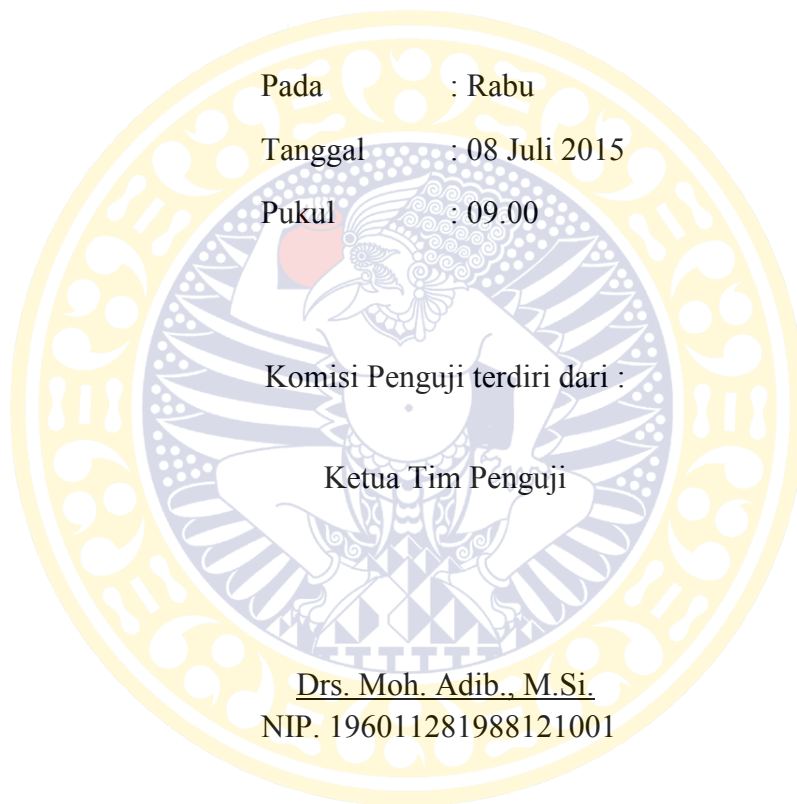 Pada : Rabu
Tanggal : 08 Juli 2015
Pukul : 09.00
Komisi Penguji terdiri dari :
Ketua Tim Penguji
Drs. Moh. Adib., M.Si.
NIP. 196011281988121001